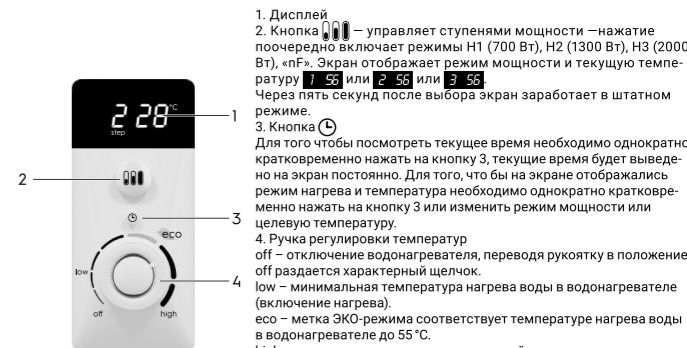 2 28 °C
step
eco
low
off
high
1
2
3
4
1. Дисплей
2. Кнопка — управляет ступенями мощности —нажатие
поочередно включает режимы H1 (700 Вт), H2 (1300 Вт), H3 (2000
Вт), «nF». Экран отображает режим мощности и текущую темпе-
ратуру 1 56 или 2 56 или 3 56.
Через пять секунд после выбора экран заработает в штатном
режиме.
3. Кнопка
Для того чтобы посмотреть текущее время необходимо однократно
кратковременно нажать на кнопку 3, текущие время будет выведе-
но на экран постоянно. Для того, что бы на экране отображались
режим нагрева и температура необходимо однократно кратковре-
менно нажать на кнопку 3 или изменить режим мощности или
целевую температуру.
4. Ручка регулировки температур
off – отключение водонагревателя, переводя рукоятку в положение
off раздается характерный щелчок.
low – минимальная температура нагрева воды в водонагревателе
(включение нагрева).
eco – метка ЭКО-режима соответствует температуре нагрева воды
в водонагревателе до 55 °C.